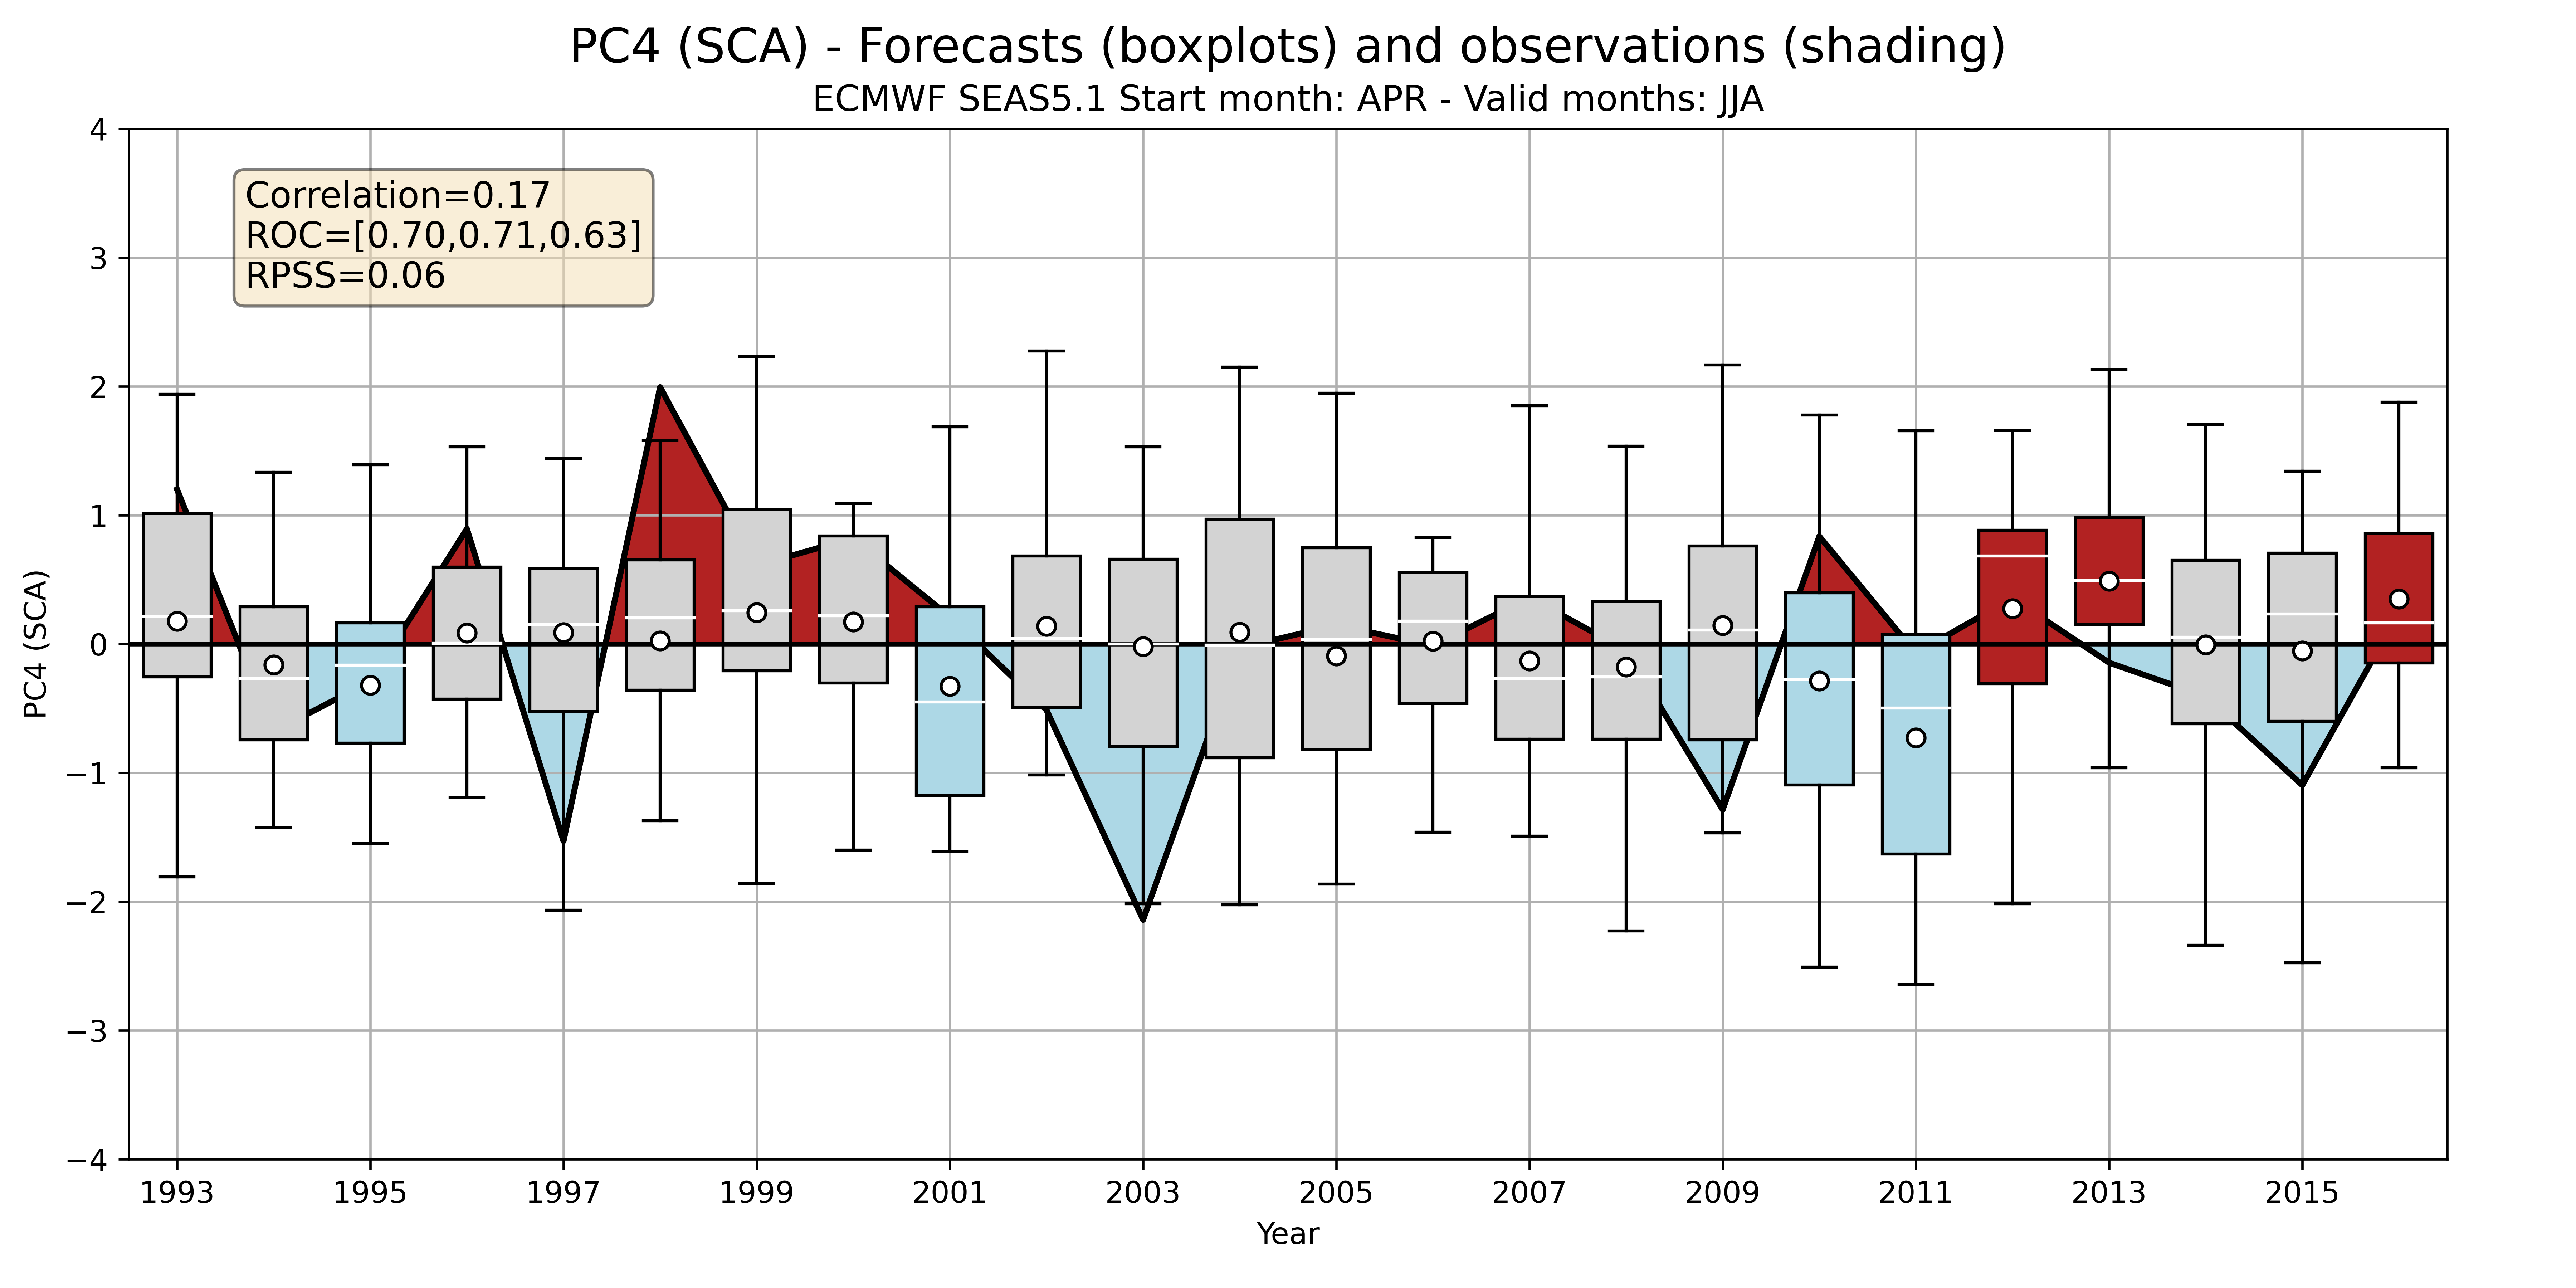 PC4 (SCA) - Forecasts (boxplots) and observations (shading)
ECMWF SEAS5.1 Start month: APR - Valid months: JJA
Correlation=0.17
ROC=[0.70,0.71,0.63]
RPSS=0.06
PC4 (SCA)
4
3
2
1
0
−1
−2
−3
−4
1993 1995 1997 1999 2001 2003 2005 2007 2009 2011 2013 2015
Year